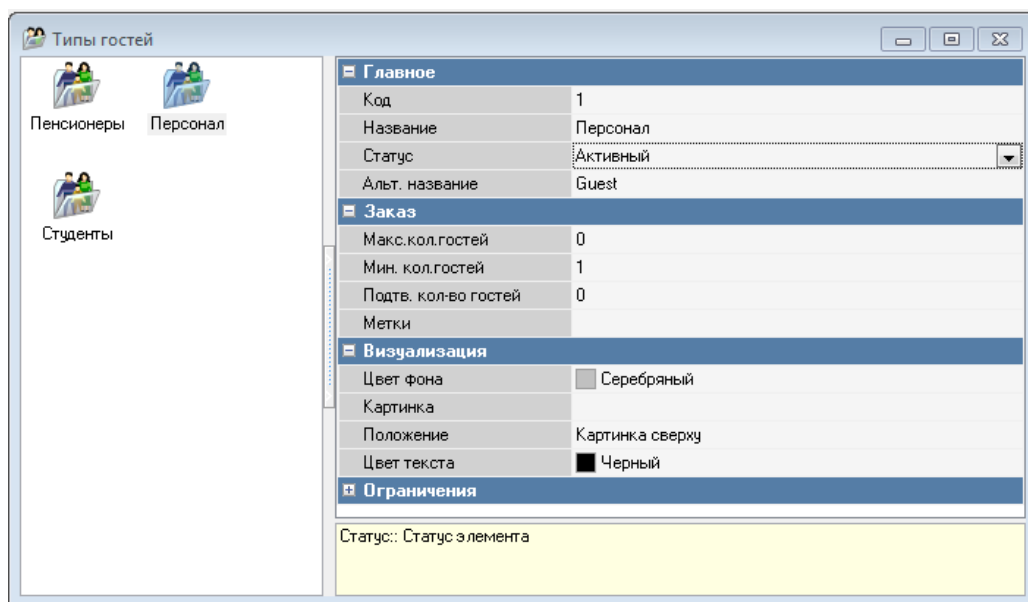 Типы гостей
Пенсионеры Персонал
Студенты
Главное
Код 1
Название Персонал
Статус Активный
Альт. название Guest
Заказ
Макс.кол.гостей 0
Мин. кол.гостей 1
Подтв. кол-во гостей 0
Метки
Визуализация
Цвет фона Серебряный
Картинка
Положение Картинка сверху
Цвет текста Черный
Ограничения
Статус:: Статус элемента